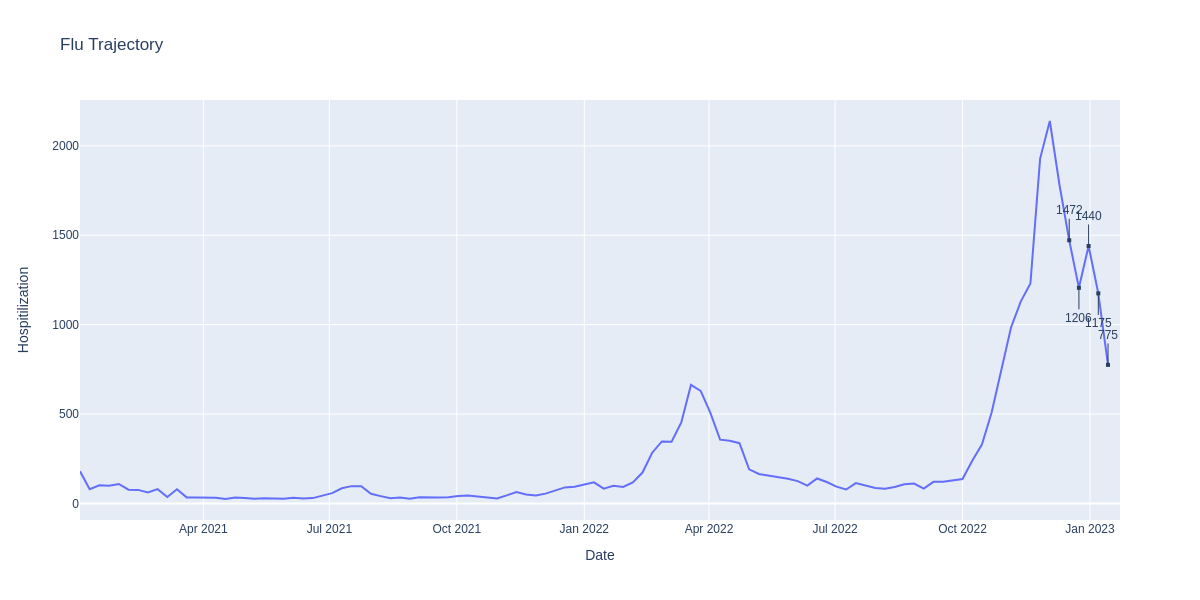 Flu Trajectory
2000
1500
1000
500
0
Hospitilization
1472
1440
1206
1175
775
Apr 2021
Jul 2021
Oct 2021
Jan 2022
Apr 2022
Jul 2022
Oct 2022
Jan 2023
Date